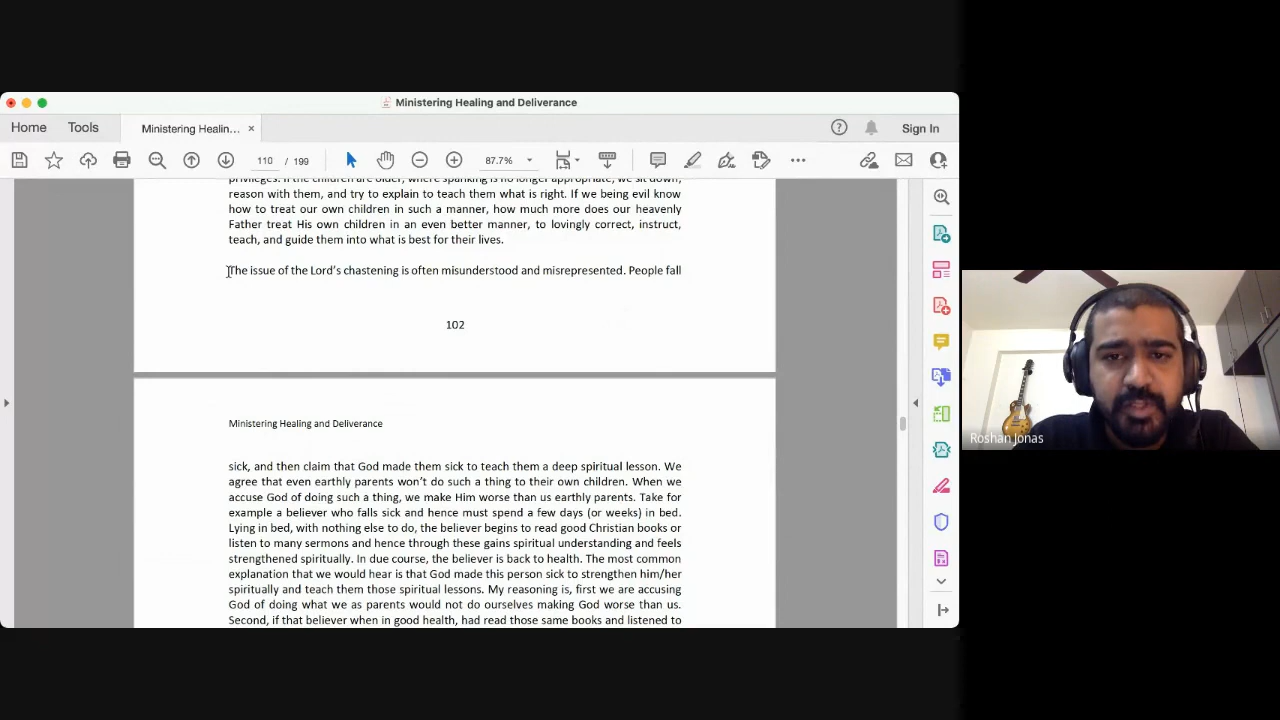 Ministering Healing and Deliverance
Home
Tools
Ministering Healin...
Sign In
110 / 199
87.7%
privileges. If the children are older, where spanking is no longer appropriate, we sit down,
reason with them, and try to explain to teach them what is right. If we being evil know
how to treat our own children in such a manner, how much more does our heavenly
Father treat His own children in an even better manner, to lovingly correct, instruct,
teach, and guide them into what is best for their lives.
The issue of the Lord's chastening is often misunderstood and misrepresented. People fall
102
Ministering Healing and Deliverance
sick, and then claim that God made them sick to teach them a deep spiritual lesson. We
agree that even earthly parents won't do such a thing to their own children. When we
accuse God of doing such a thing, we make Him worse than us earthly parents. Take for
example a believer who falls sick and hence must spend a few days (or weeks) in bed.
Lying in bed, with nothing else to do, the believer begins to read good Christian books or
listen to many sermons and hence through these gains spiritual understanding and feels
strengthened spiritually. In due course, the believer is back to health. The most common
explanation that we would hear is that God made this person sick to strengthen him/her
spiritually and teach them those spiritual lessons. My reasoning is, first we are accusing
God of doing what we as parents would not do ourselves making God worse than us.
Second, if that believer when in good health, had read those same books and listened to
Roshan Jonas